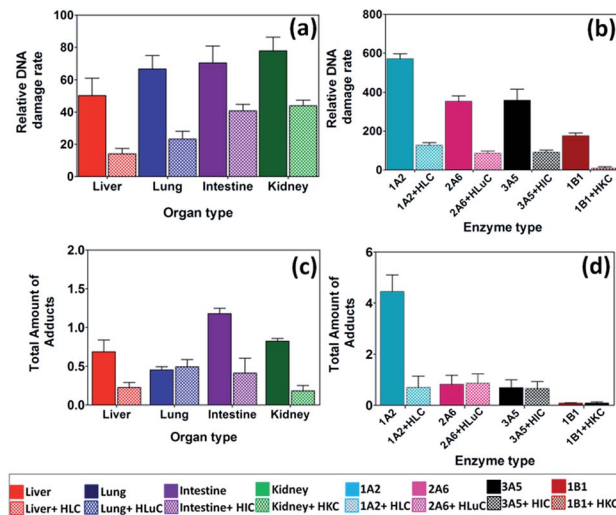 (a)
Relative DNA
damage rate
100
80
60
40
20
0
Liver
Lung
Intestine
Kidney
Organ type
(b)
Relative DNA
damage rate
800
600
400
200
0
1A2
1A2+HLC
2A6
2A6+HLuC
3A5
3A5+HIC
1B1
1B1+HKC
Enzyme type
(c)
Total Amount of
Adducts
2.0
1.5
1.0
0.5
0.0
Liver
Lung
Intestine
Kidney
Organ type
(d)
Total Amount of
Adducts
6
4
2
0
1A2
1A2+HLC
2A6
2A6+HLuC
3A5
3A5+HIC
1B1
1B1+HKC
Enzyme type
Liver Lung Intestine Kidney 1A2 2A6 3A5 1B1
Liver+ HLC Lung+ HLuC Intestine+ HIC Kidney+ HKC 1A2+ HLC 2A6+ HLuC 3A5+ HIC 1B1+ HKC